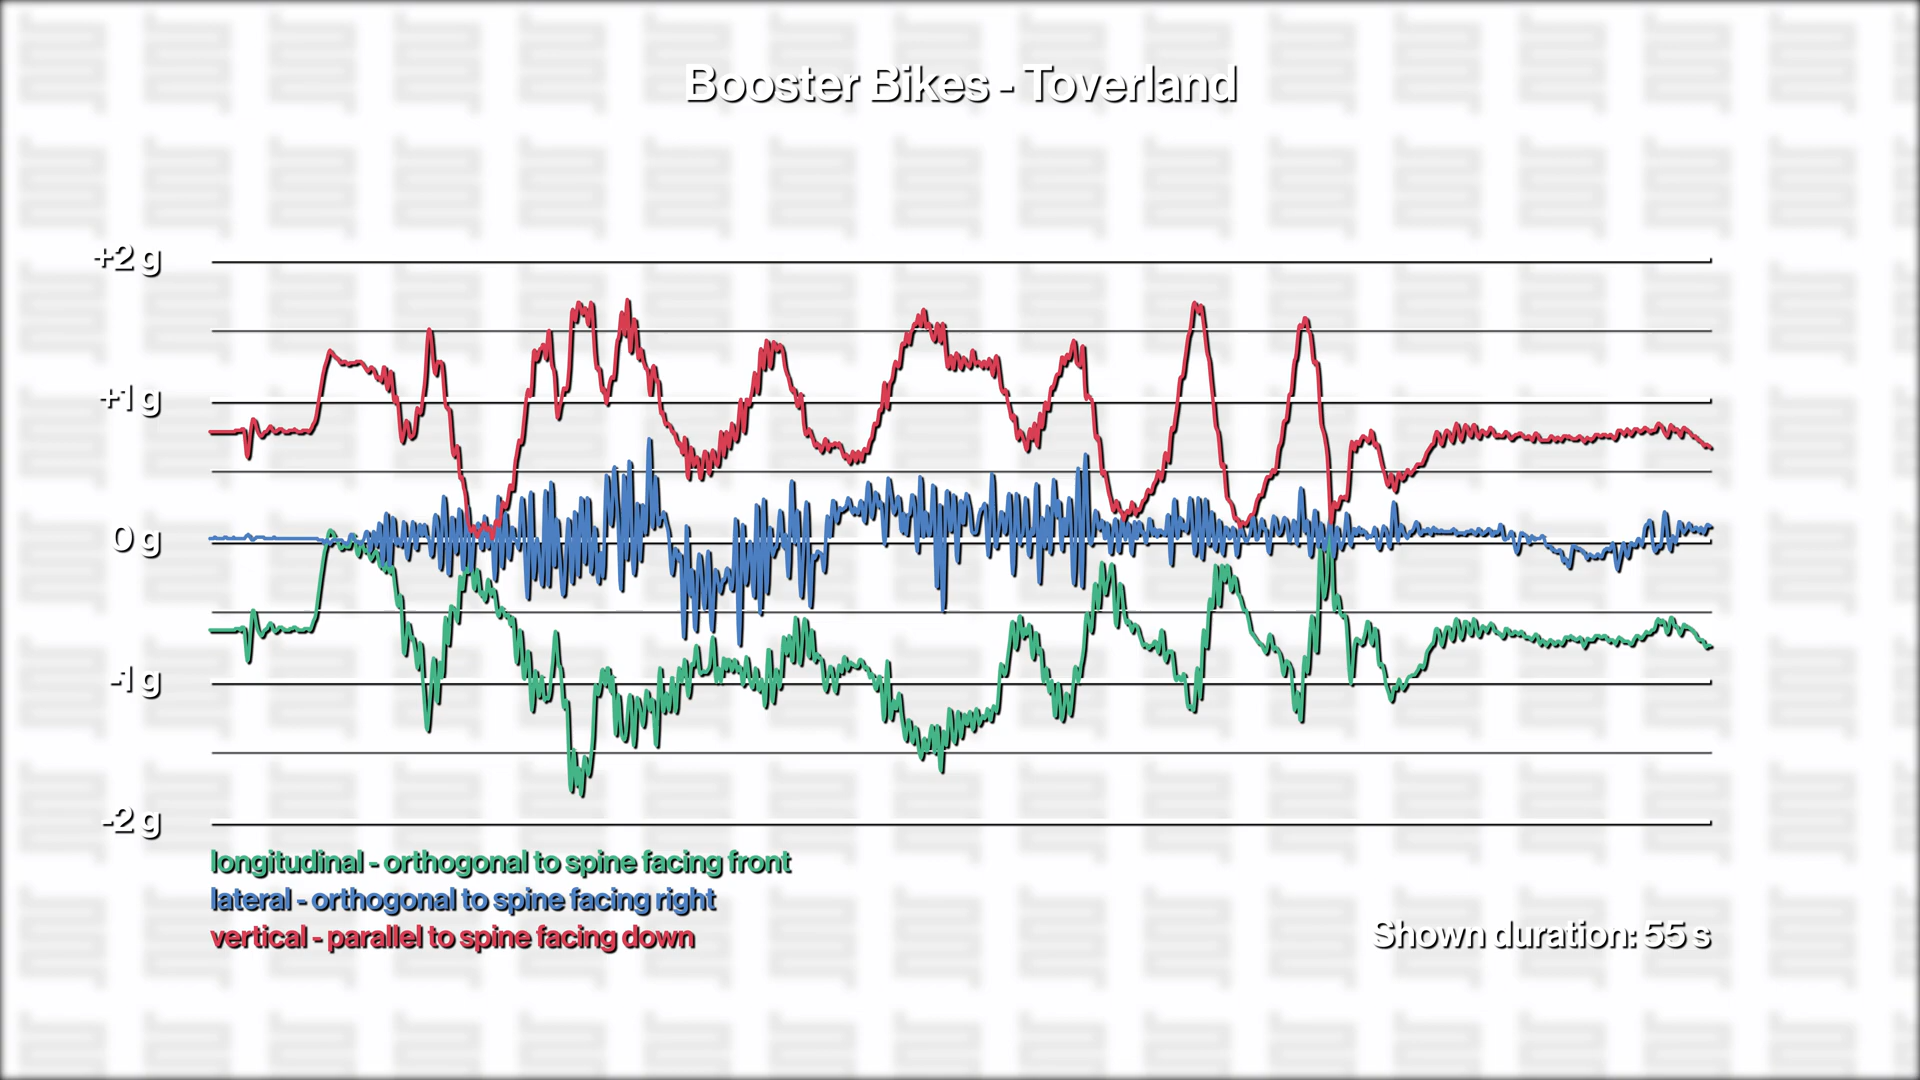 Booster Bikes - Toverland
+2 g
+1 g
0 g
-1 g
-2 g
longitudinal - orthogonal to spine facing front
lateral - orthogonal to spine facing right
vertical - parallel to spine facing down
Shown duration: 55 s